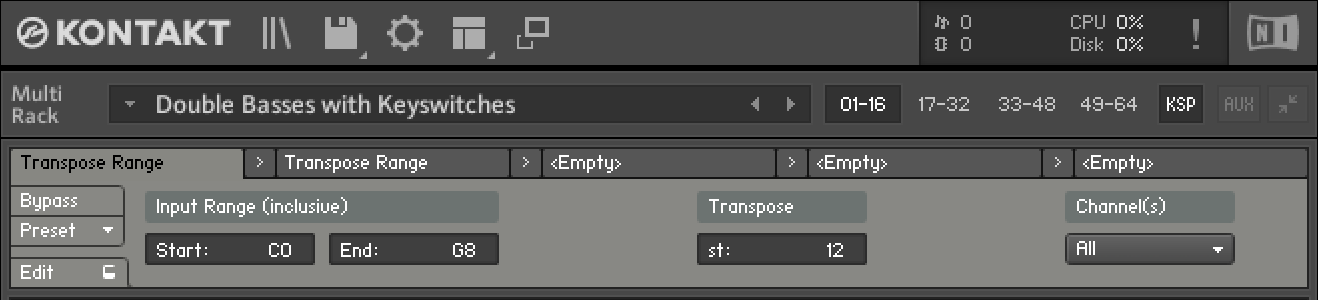 KONTAKT
0 CPU 0%
0 Disk 0% ! NI
Multi Rack
Double Basses with Keyswitches 01-16 17-32 33-48 49-64 KSP AUX
Transpose Range > Transpose Range > <Empty> > <Empty> > <Empty>
Bypass Input Range (inclusive) Transpose Channel(s)
Preset
Start: C0 End: G8 st: 12 All
Edit